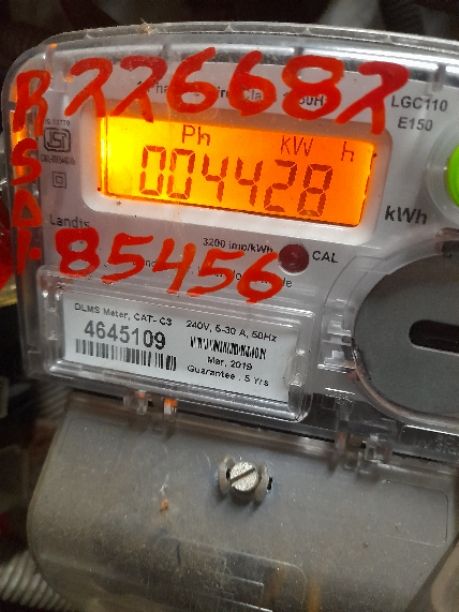 226682
LGC110
E150
Ph kW h
004428
kWh
Landis
3200 imp/kWh CAL
85456
DLMS Meter, CAT- C3
240V, 5-30 A, 50Hz
4645109
Mar, 2019
Guarantee : 5 Yrs